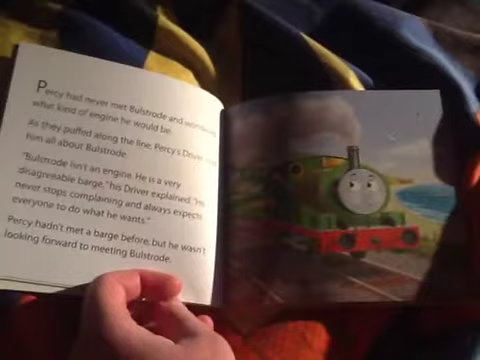 Percy had never met Bulstrode and wondered
what kind of engine he would be.
As they puffed along the line, Percy's Driver
him all about Bulstrode.
"Bulstrode isn't an engine. He is a very
disagreeable barge," his Driver explained. "He
never stops complaining and always expects
everyone to do what he wants."
Percy hadn't met a barge before, but he wasn't
looking forward to meeting Bulstrode.